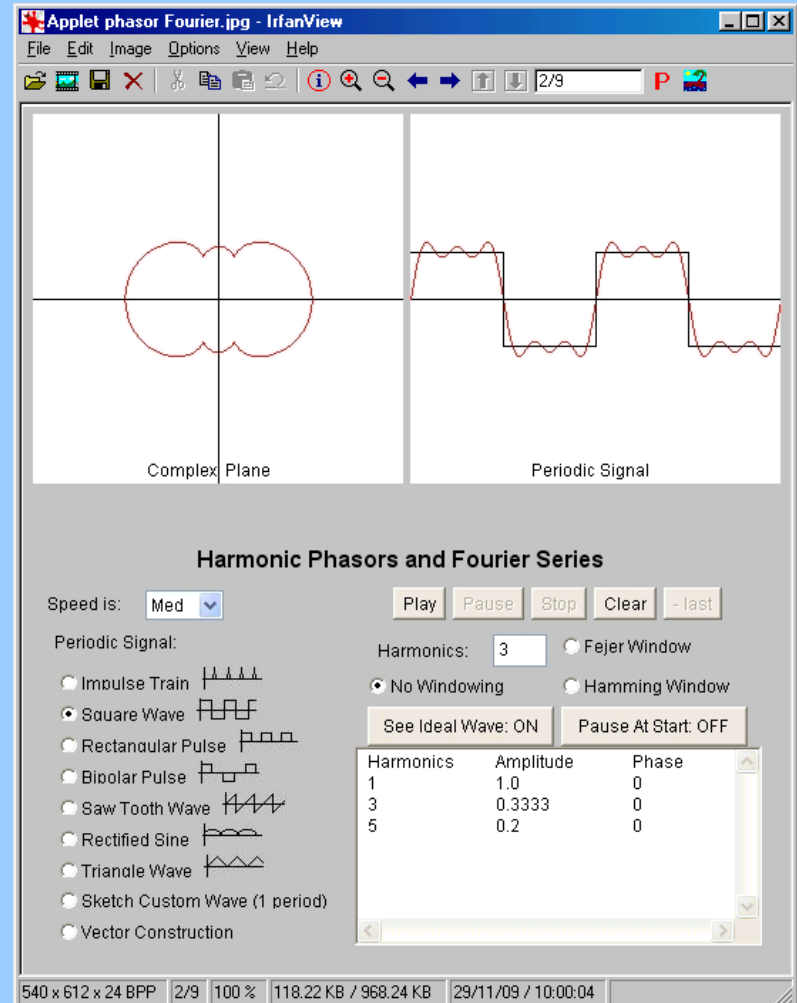 Applet phasor Fourier.jpg - IrfanView
File Edit Image Options View Help
2/9 P
Complex Plane
Periodic Signal
Harmonic Phasors and Fourier Series
Speed is: Med Play Pause Stop Clear - last
Periodic Signal:
Harmonics: 3 Fejer Window
No Windowing Hamming Window
See Ideal Wave: ON Pause At Start: OFF
Impulse Train
Square Wave
Rectangular Pulse
Bipolar Pulse
Saw Tooth Wave
Rectified Sine
Triangle Wave
Sketch Custom Wave (1 period)
Vector Construction
Harmonics Amplitude Phase
1 1.0 0
3 0.3333 0
5 0.2 0
540 x 612 x 24 BPP 2/9 100 % 118.22 KB / 968.24 KB 29/11/09 / 10:00:04